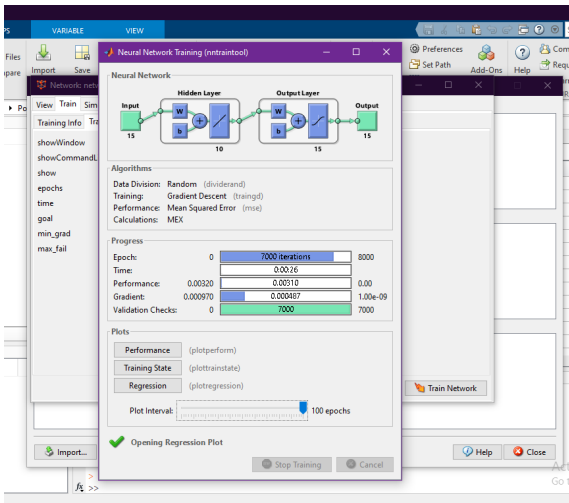 VARIABLE
VIEW
Files
Import
Save
Preferences
Set Path
Add-Ons
Help
Com
Requ
Neural Network Training (nntraintool)
Neural Network
Hidden Layer
Output Layer
Input
Output
W
b
W
b
15
10
15
15
Algorithms
Data Division: Random (dividerand)
Training: Gradient Descent (traingd)
Performance: Mean Squared Error (mse)
Calculations: MEX
Progress
Epoch: 0 7000 iterations 8000
Time: 0:00:26
Performance: 0.00320 0.00310 0.00
Gradient: 0.000970 0.000487 1.00e-09
Validation Checks: 0 7000 7000
Plots
Performance (plotperform)
Training State (plottrainstate)
Regression (plotregression)
Plot Interval: 100 epochs
Opening Regression Plot
Stop Training
Cancel
View Train Sim
Training Info
showWindow
showCommandL
show
epochs
time
goal
min_grad
max_fail
Train Network
Import...
Help
Close
fx >>